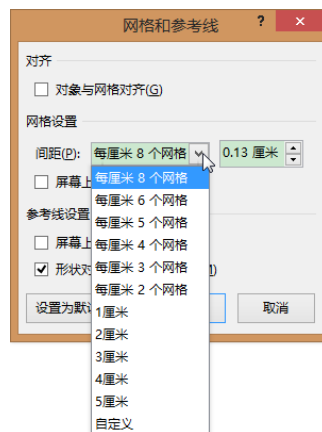 网格和参考线 ? ×
对齐
对象与网格对齐(G)
网格设置
间距(P): 每厘米 8 个网格 0.13 厘米
每厘米 8 个网格
屏幕上
每厘米 6 个网格
每厘米 5 个网格
参考线设置
每厘米 4 个网格
屏幕上
每厘米 3 个网格
形状对
每厘米 2 个网格
设置为默 取消
1厘米
2厘米
3厘米
4厘米
5厘米
自定义